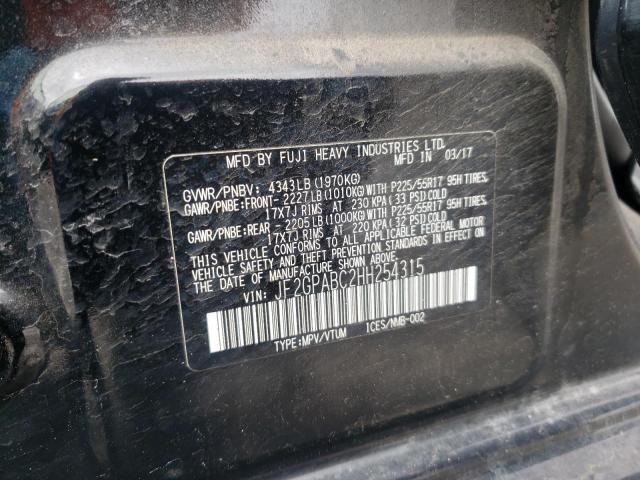 MFD BY FUJI HEAVY INDUSTRIES LTD.
MFD IN 03/17
GVWR/PNBV: 4343LB(1970KG)
GAWR/PNBE:FRONT- 2227LB(1010KG)WITH P225/55R17 95H TIRES,
17X7J RIMS AT 230 KPA( 33 PSI)COLD
GAWR/PNBE:REAR - 2205LB(1000KG)WITH P225/55R17 95H TIRES,
17X7J RIMS AT 220 KPA( 32 PSI)COLD
THIS VEHICLE CONFORMS TO ALL APPLICABLE FEDERAL MOTOR
VEHICLE SAFETY AND THEFT PREVENTION STANDARDS IN EFFECT ON
THE DATE OF MANUFACTURE SHOWN ABOVE.
VIN: JF2GPABC2HH254315
TYPE:MPV/VTUM ICES/NMB-002